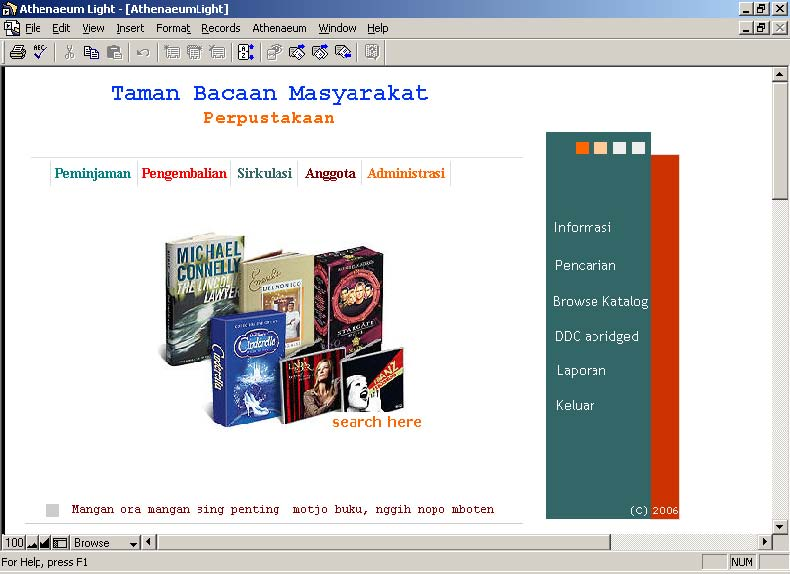 Athenaeum Light - [AthenaeumLight]
File Edit View Insert Format Records Athenaeum Window Help
Taman Bacaan Masyarakat
Perpustakaan
Peminjaman Pengembalian Sirkulasi Anggota Administrasi
Informasi
Pencarian
Browse Katalog
DDC abridged
Laporan
Keluar
MICHAEL
CONNELLY
THE LINCOLN
LAWYER
STARGATE
Cinderella
Cinderella
search here
Mangan ora mangan sing penting motjo buku, nggih nopo mboten
(C) 2006
100 Browse
For Help, press F1
NUM